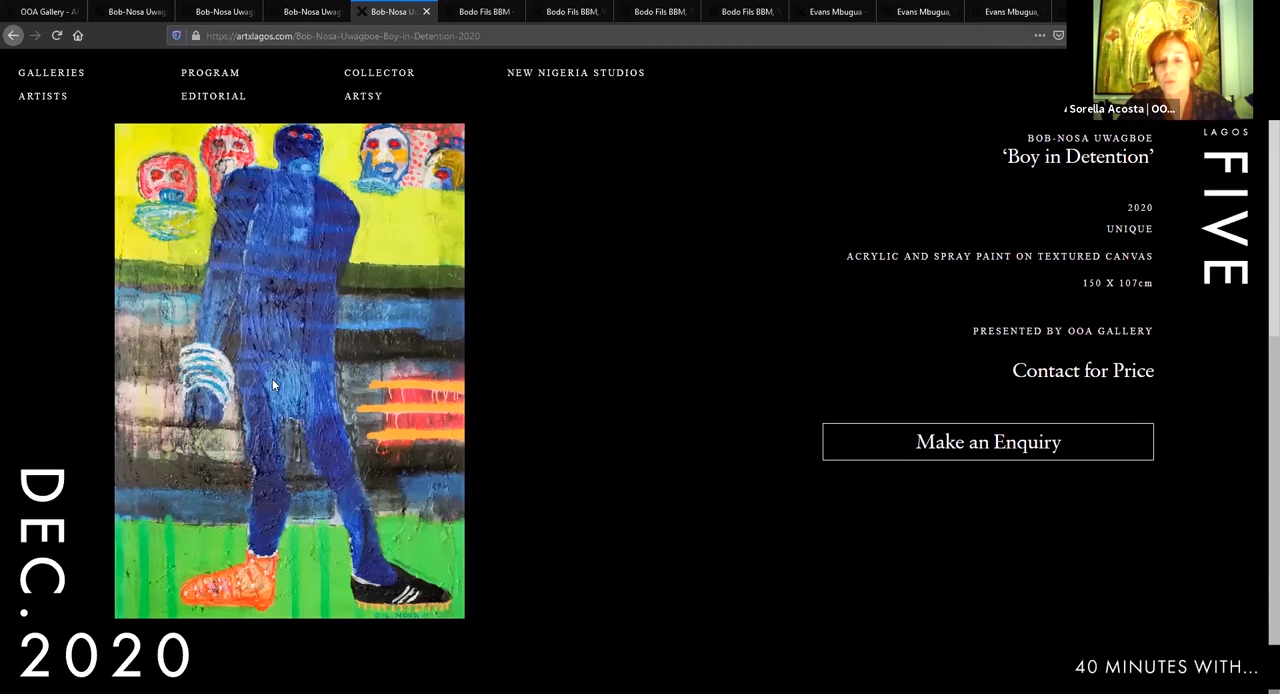 OOA Gallery - AF
Bob-Nosa Uwag
Bob-Nosa Uwag
Bob-Nosa Uwag
Bob-Nosa U
Bodo Fils BBM -
Bodo Fils BBM, '
Bodo Fils BBM, '
Bodo Fils BBM, '
Evans Mbugua -
Evans Mbugua, '
Evans Mbugua, '
https://artxlagos.com/Bob-Nosa-Uwagboe-Boy-in-Detention-2020
GALLERIES PROGRAM COLLECTOR NEW NIGERIA STUDIOS
ARTISTS EDITORIAL ARTSY
Sorella Acosta | OO...
LAGOS
FIVE
BOB-NOSA UWAGBOE
‘Boy in Detention’
2020
UNIQUE
ACRYLIC AND SPRAY PAINT ON TEXTURED CANVAS
150 X 107cm
PRESENTED BY OOA GALLERY
Contact for Price
Make an Enquiry
DEC.
2020
40 MINUTES WITH...